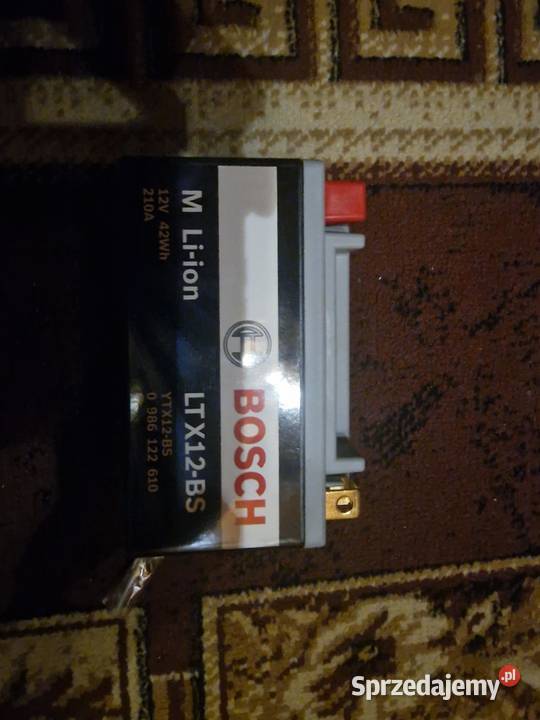 BOSCH
M Li-ion
12V 42Wh
210A
LTX12-BS
YTX12-BS
0 986 122 610
Sprzedajemy.pl